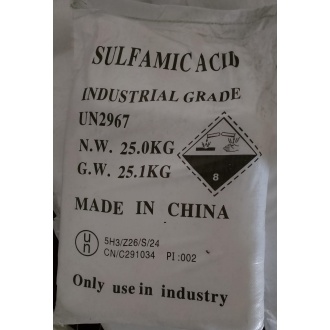 SULFAMIC ACID
INDUSTRIAL GRADE
UN2967
N.W. 25.0KG
G.W. 25.1KG
8
MADE IN CHINA
un
5H3/Z26/S/24
CN/C291034 PI:002
Only use in industry